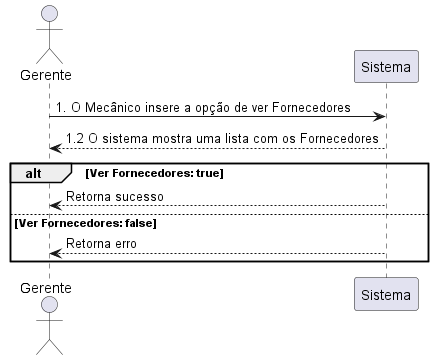 Gerente
Sistema
1. O Mecânico insere a opção de ver Fornecedores
1.2 O sistema mostra uma lista com os Fornecedores
alt [Ver Fornecedores: true]
Retorna sucesso
[Ver Fornecedores: false]
Retorna erro
Gerente
Sistema